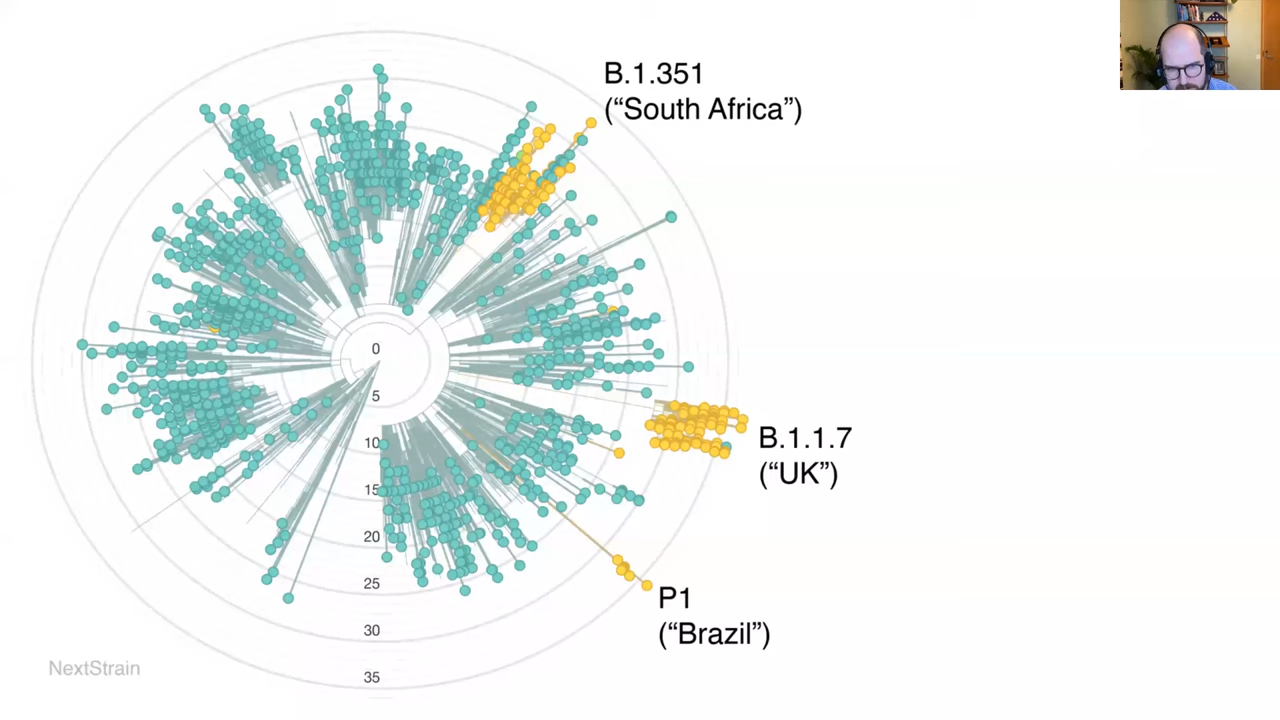 B.1.351
(“South Africa”)
0
5
10
15
20
25
30
35
B.1.1.7
(“UK”)
P1
(“Brazil”)
NextStrain